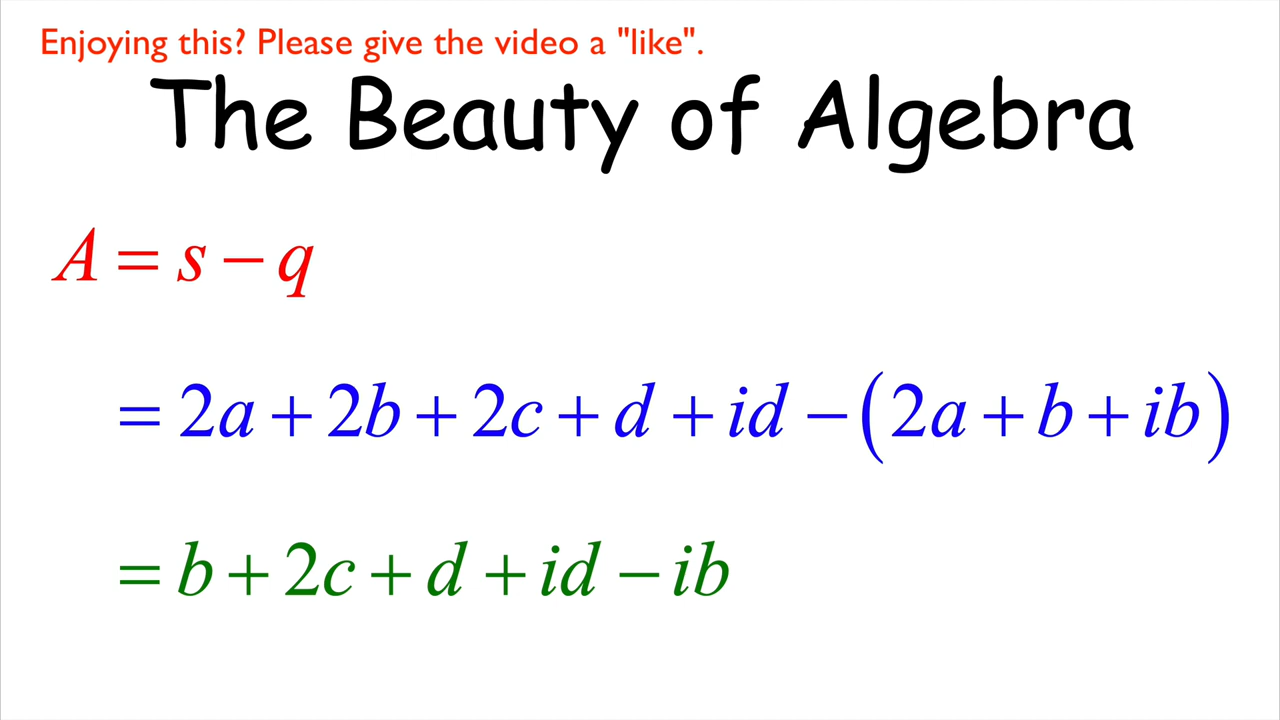 Enjoying this? Please give the video a "like".
The Beauty of Algebra
A = s − q
= 2a + 2b + 2c + d + id − (2a + b + ib)
= b + 2c + d + id − ib